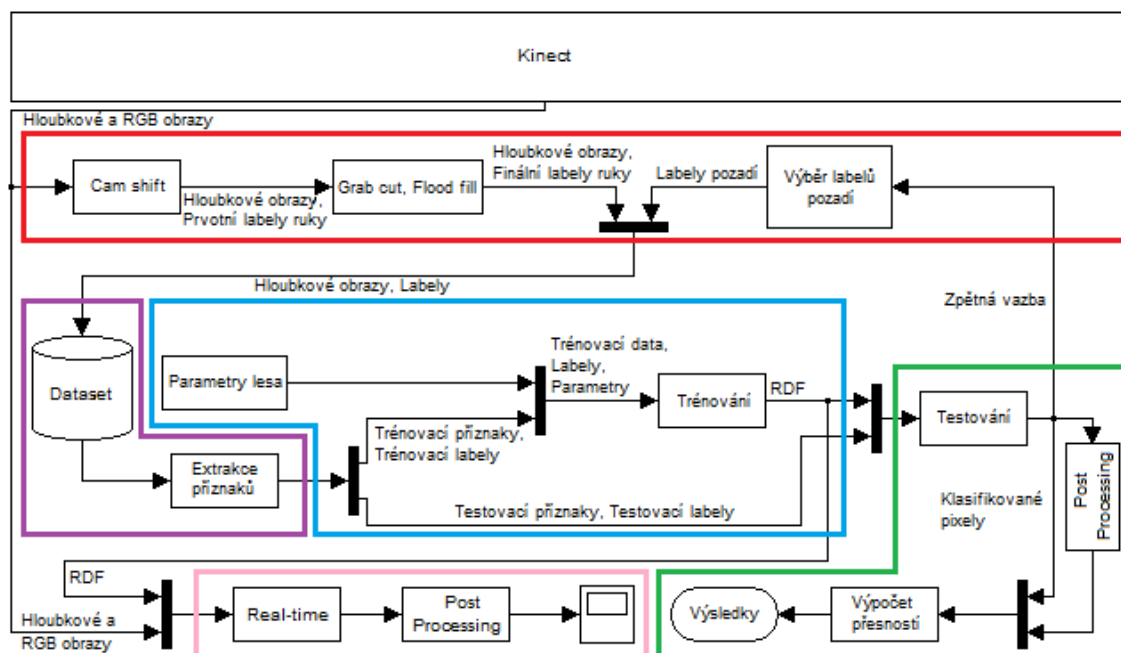 Kinect
Hloubkové a RGB obrazy
Cam shift
Hloubkové obrazy,
Prvotní labely ruky
Grab cut, Flood fill
Hloubkové obrazy,
Finální labely ruky
Labely pozadí
Výběr labelů
pozadí
Hloubkové obrazy, Labely
Zpětná vazba
Dataset
Parametry lesa
Trénovací data,
Labely,
Parametry
Trénování
RDF
Testování
Trénovací příznaky,
Trénovací labely
Extrakce
příznaků
Testovací příznaky, Testovací labely
Klasifikované
pixely
Post
Processing
RDF
Hloubkové a
RGB obrazy
Real-time
Post
Processing
Výsledky
Výpočet
přesností